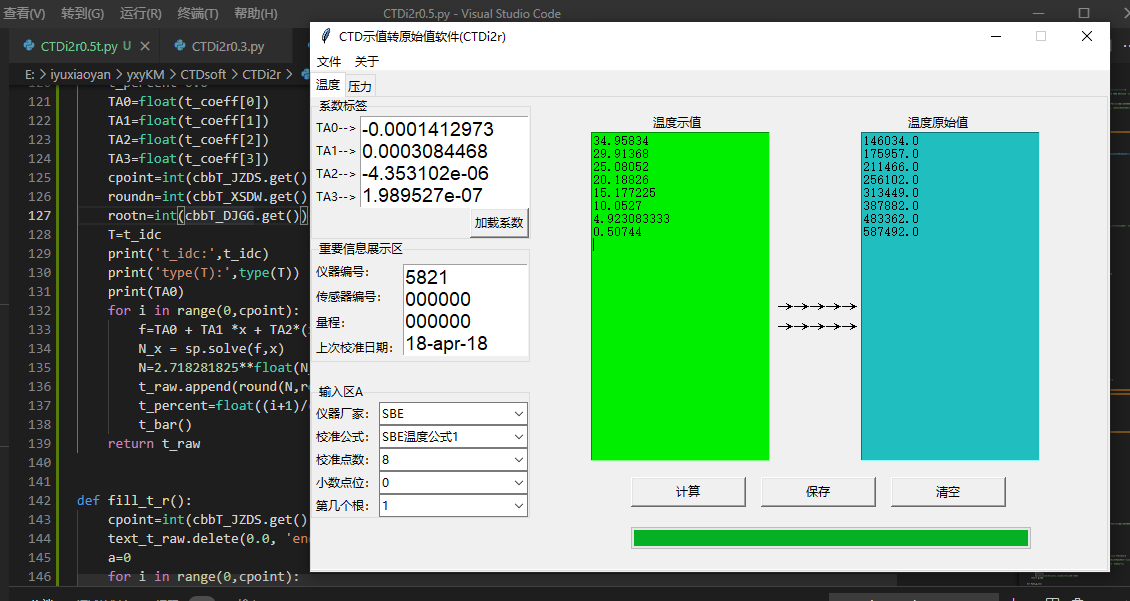 查看(V) 转到(G) 运行(R) 终端(T) 帮助(H) CTDi2r0.5.py - Visual Studio Code
CTDi2r0.5t.py U CTDi2r0.3.py
E: > iyuxiaoyan > yxyKM > CTDsoft > CTDi2r >
121 TA0=float(t_coeff[0])
122 TA1=float(t_coeff[1])
123 TA2=float(t_coeff[2])
124 TA3=float(t_coeff[3])
125 cpoint=int(cbbT_JZDS.get()
126 roundn=int(cbbT_XSDW.get()
127 rootn=int(cbbT_DJGG.get())
128 T=t_idc
129 print('t_idc:',t_idc)
130 print('type(T):',type(T))
131 print(TA0)
132 for i in range(0,cpoint):
133 f=TA0 + TA1 *x + TA2*(
134 N_x = sp.solve(f,x)
135 N=2.718281825**float(N
136 t_raw.append(round(N,r
137 t_percent=float((i+1)/
138 t_bar()
139 return t_raw
140
141
142 def fill_t_r():
143 cpoint=int(cbbT_JZDS.get()
144 text_t_raw.delete(0.0, 'en
145 a=0
146 for i in range(0,cpoint):
CTD示值转原始值软件(CTDi2r)
文件 关于
温度 压力
系数标签
TA0--> -0.0001412973
TA1--> 0.0003084468
TA2--> -4.353102e-06
TA3--> 1.989527e-07
加载系数
重要信息展示区
仪器编号: 5821
传感器编号: 000000
量程: 000000
上次校准日期: 18-apr-18
输入区A
仪器厂家: SBE
校准公式: SBE温度公式1
校准点数: 8
小数点位: 0
第几个根: 1
温度示值
34.95834
29.91368
25.08052
20.18826
15.177225
10.0527
4.923083333
0.50744
→→→→→
→→→→→
温度原始值
146034.0
175957.0
211466.0
256102.0
313449.0
387882.0
483362.0
587492.0
计算 保存 清空